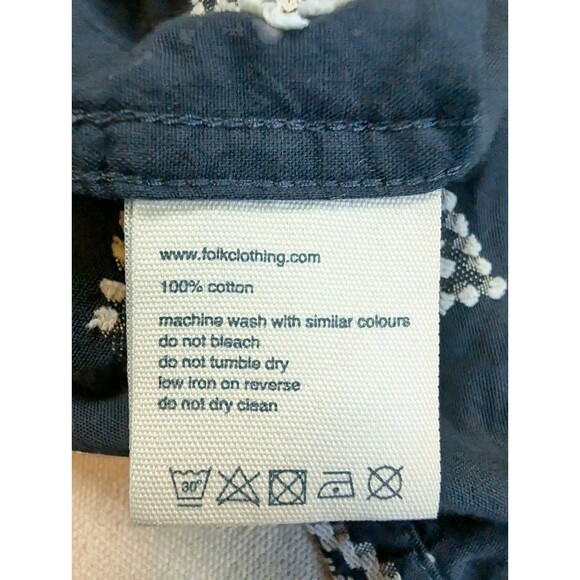 www.folkclothing.com
100% cotton
machine wash with similar colours
do not bleach
do not tumble dry
low iron on reverse
do not dry clean
30°